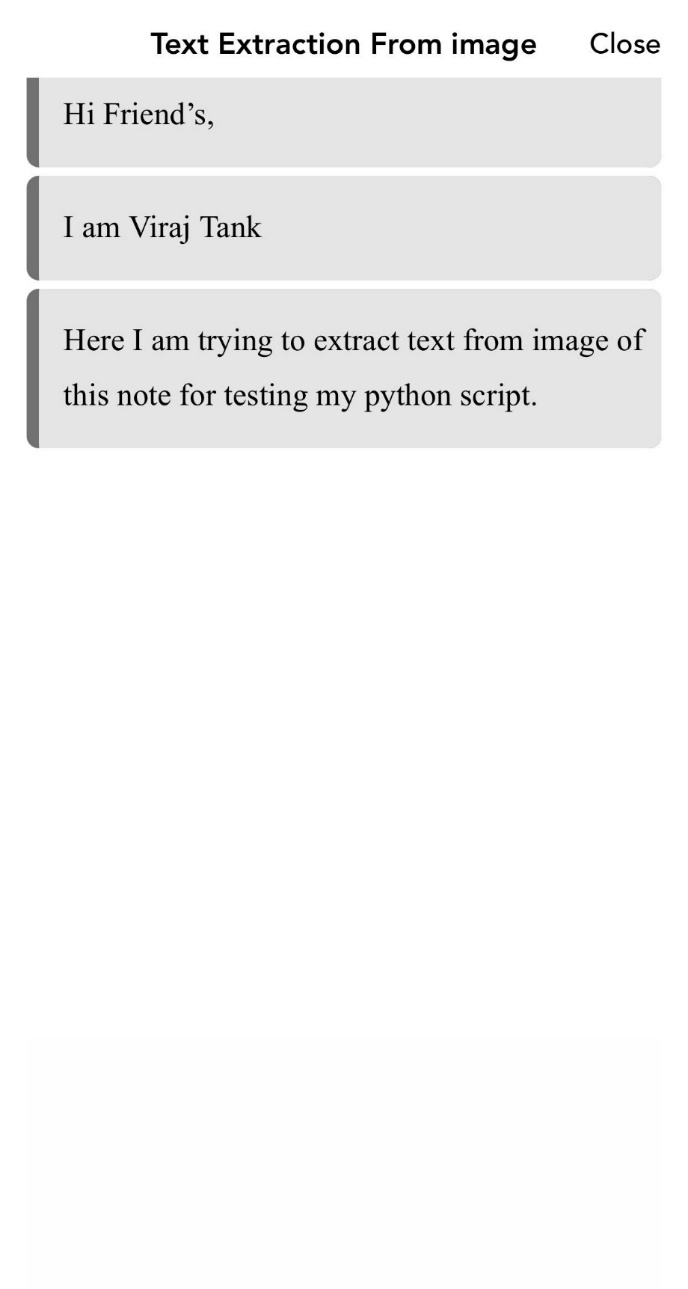 Text Extraction From image Close
Hi Friend’s,
I am Viraj Tank
Here I am trying to extract text from image of
this note for testing my python script.